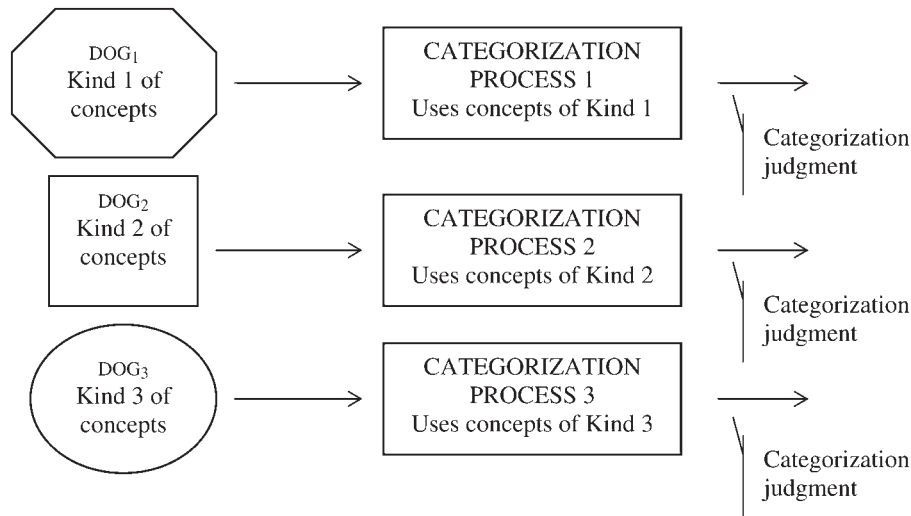 DOG₁
Kind 1 of
concepts
CATEGORIZATION
PROCESS 1
Uses concepts of Kind 1
Categorization
judgment
DOG₂
Kind 2 of
concepts
CATEGORIZATION
PROCESS 2
Uses concepts of Kind 2
Categorization
judgment
DOG₃
Kind 3 of
concepts
CATEGORIZATION
PROCESS 3
Uses concepts of Kind 3
Categorization
judgment